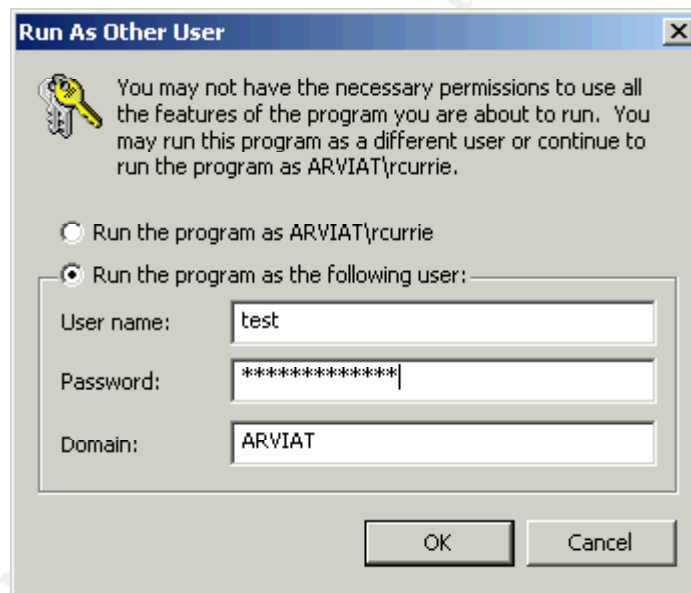 Run As Other User
You may not have the necessary permissions to use all
the features of the program you are about to run. You
may run this program as a different user or continue to
run the program as ARVIAT\rcurrie.
Run the program as ARVIAT\rcurrie
Run the program as the following user:
User name: test
Password: *************
Domain: ARVIAT
OK Cancel